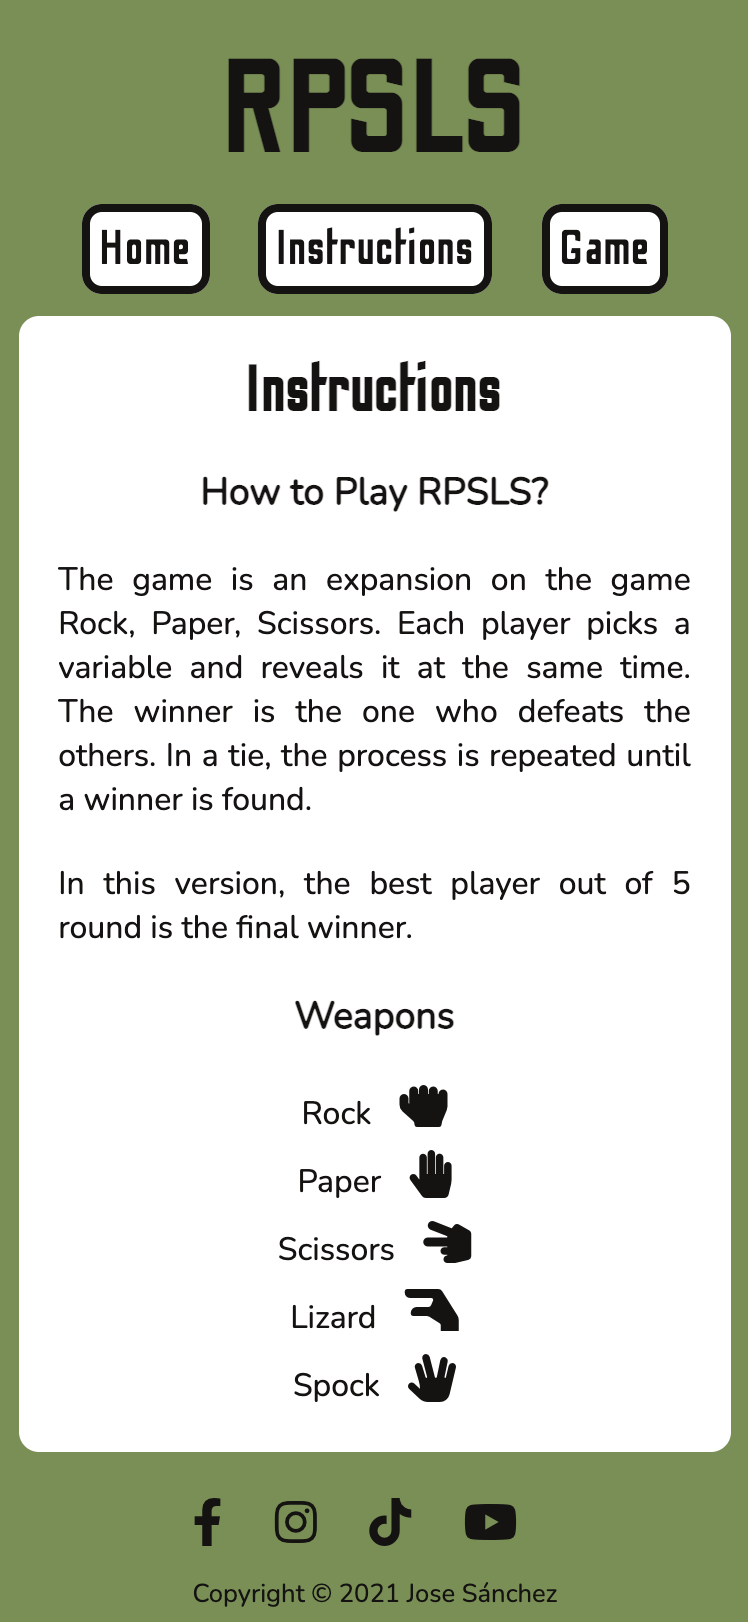 RPSLS
Home Instructions Game
Instructions
How to Play RPSLS?
The game is an expansion on the game
Rock, Paper, Scissors. Each player picks a
variable and reveals it at the same time.
The winner is the one who defeats the
others. In a tie, the process is repeated until
a winner is found.
In this version, the best player out of 5
round is the final winner.
Weapons
Rock
Paper
Scissors
Lizard
Spock
Copyright © 2021 Jose Sánchez